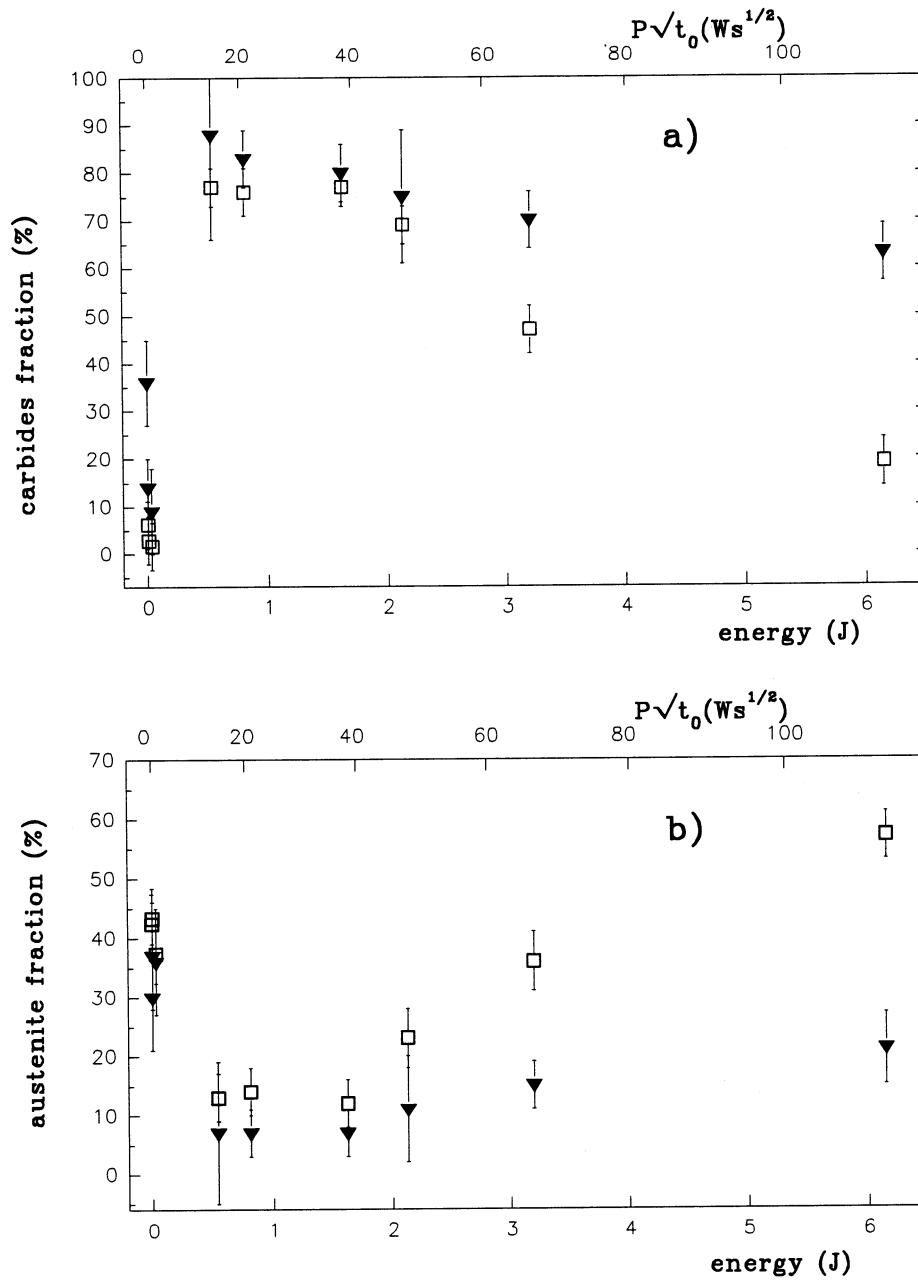 P√t₀(Ws¹/²)
0 20 40 60 80 100
100
90
80
70
60
50
40
30
20
10
0
carbides fraction (%)
a)
0 1 2 3 4 5 6
energy (J)
P√t₀(Ws¹/²)
0 20 40 60 80 100
70
60
50
40
30
20
10
0
austenite fraction (%)
b)
0 1 2 3 4 5 6
energy (J)